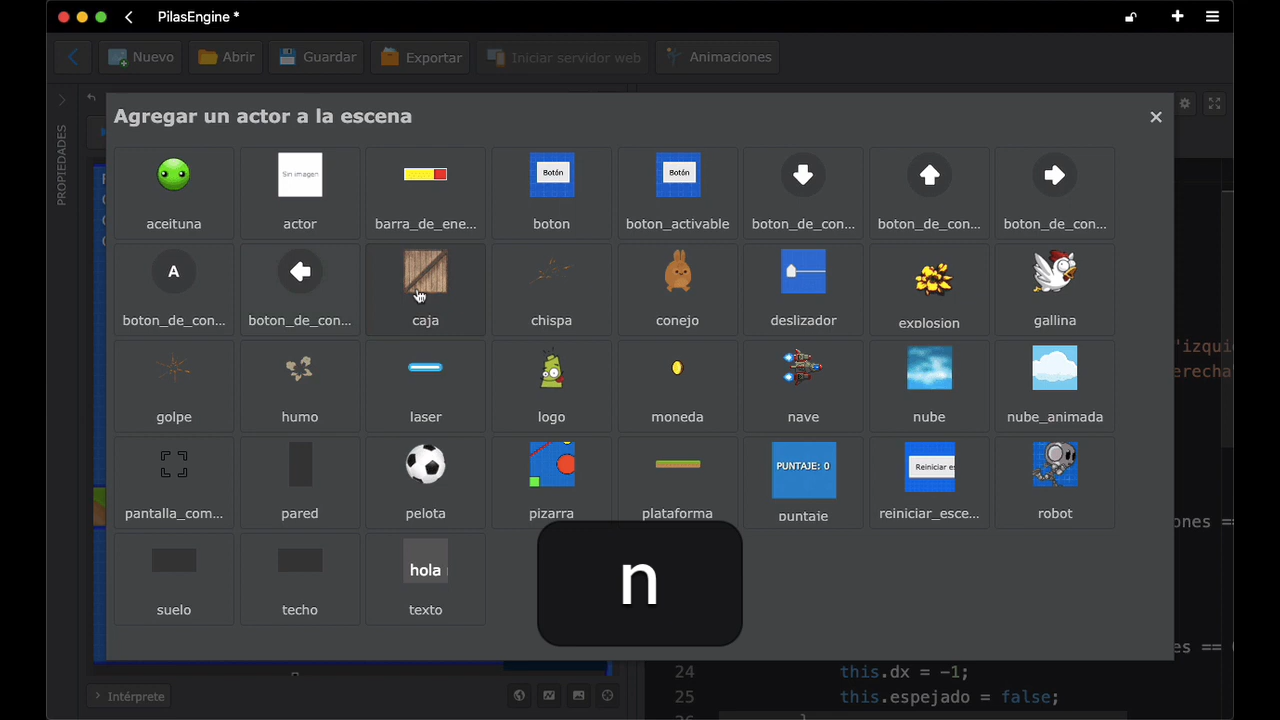 PilasEngine *
Nuevo
Abrir
Guardar
Exportar
Iniciar servidor web
Animaciones
PROPIEDADES
Agregar un actor a la escena
Sin imagen
Botón
Botón
aceituna
actor
barra_de_ene...
boton
boton_activable
boton_de_con...
boton_de_con...
boton_de_con...
A
boton_de_con...
boton_de_con...
caja
chispa
conejo
deslizador
explosion
gallina
'izqui
erecha
golpe
humo
laser
logo
moneda
nave
nube
nube_animada
PUNTAJE: 0
Reiniciar es
pantalla_com...
pared
pelota
pizarra
plataforma
puntaje
reiniciar_esce...
robot
ones ==
hola
n
suelo
techo
texto
es ==
24 this.dx = -1;
25 this.espejado = false;
Intérprete